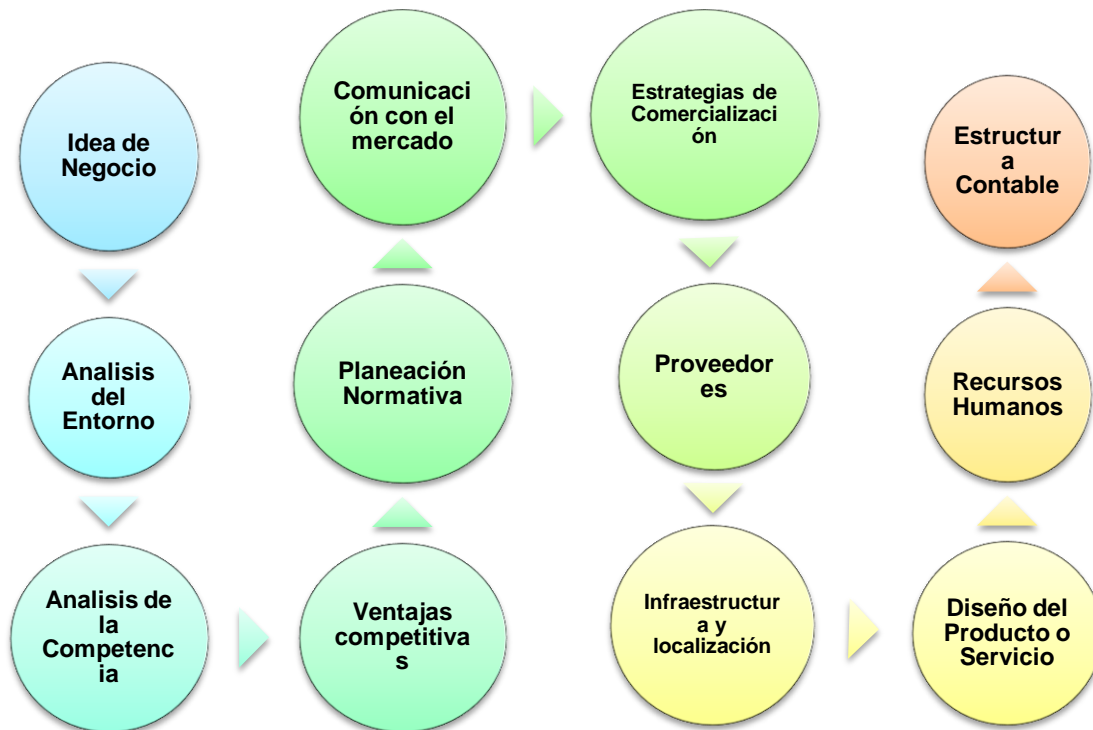 Idea de
Negocio
Analisis
del
Entorno
Analisis de
la
Competenc
ia
Ventajas
competitiva
s
Planeación
Normativa
Comunicaci
ón con el
mercado
Estrategias de
Comercializaci
ón
Proveedor
es
Infraestructur
a y
localización
Diseño del
Producto o
Servicio
Recursos
Humanos
Estructur
a
Contable